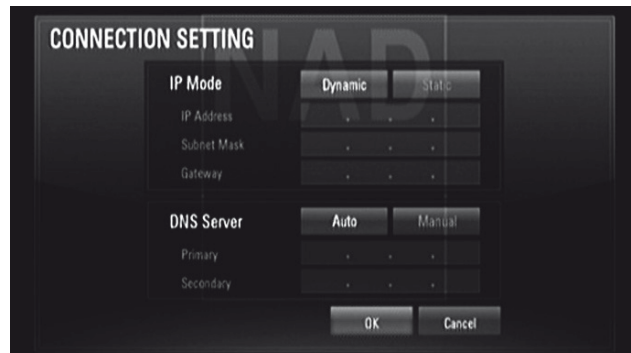 CONNECTION SETTING
NAD
IP Mode Dynamic Static
IP Address . . .
Subnet Mask . . .
Gateway . . .
DNS Server Auto Manual
Primary . . .
Secondary . . .
OK Cancel